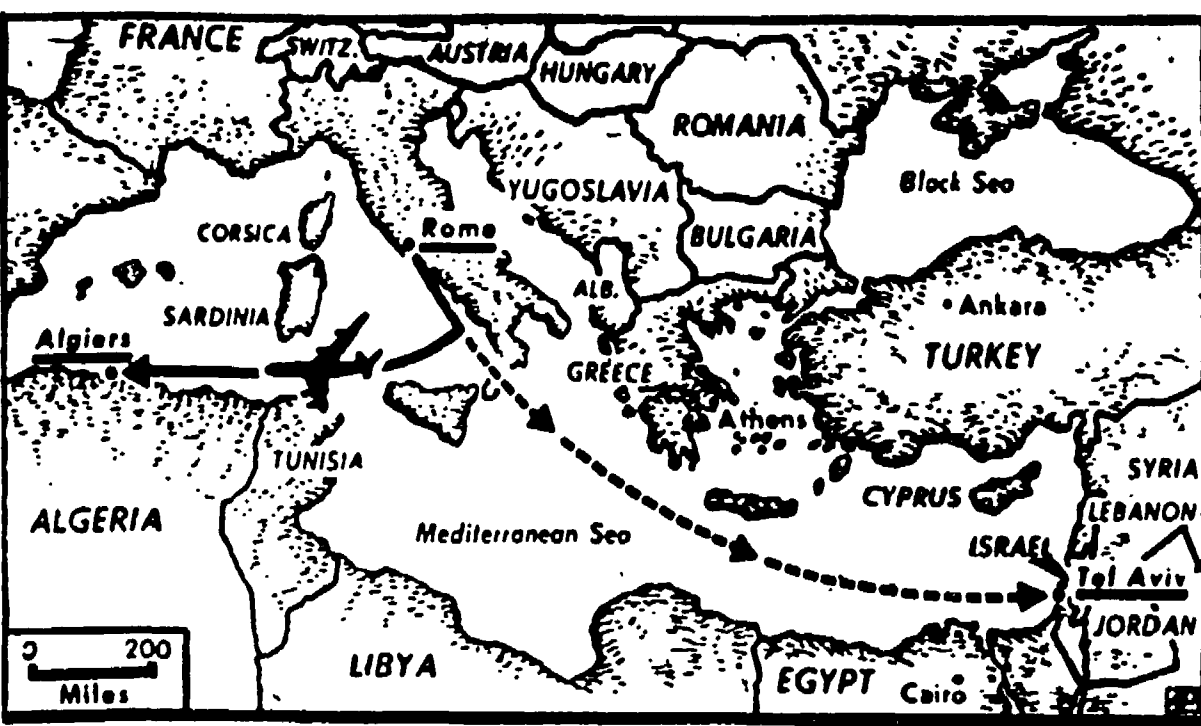 FRANCE
SWITZ.
AUSTRIA
HUNGARY
ROMANIA
Black Sea
YUGOSLAVIA
CORSICA
Rome
BULGARIA
ALB.
SARDINIA
Ankara
Algiers
TURKEY
GREECE
Athens
TUNISIA
SYRIA
CYPRUS
LEBANON
ALGERIA
Mediterranean Sea
ISRAEL
Tel Aviv
JORDAN
0 200
Miles
LIBYA
EGYPT
Cairo